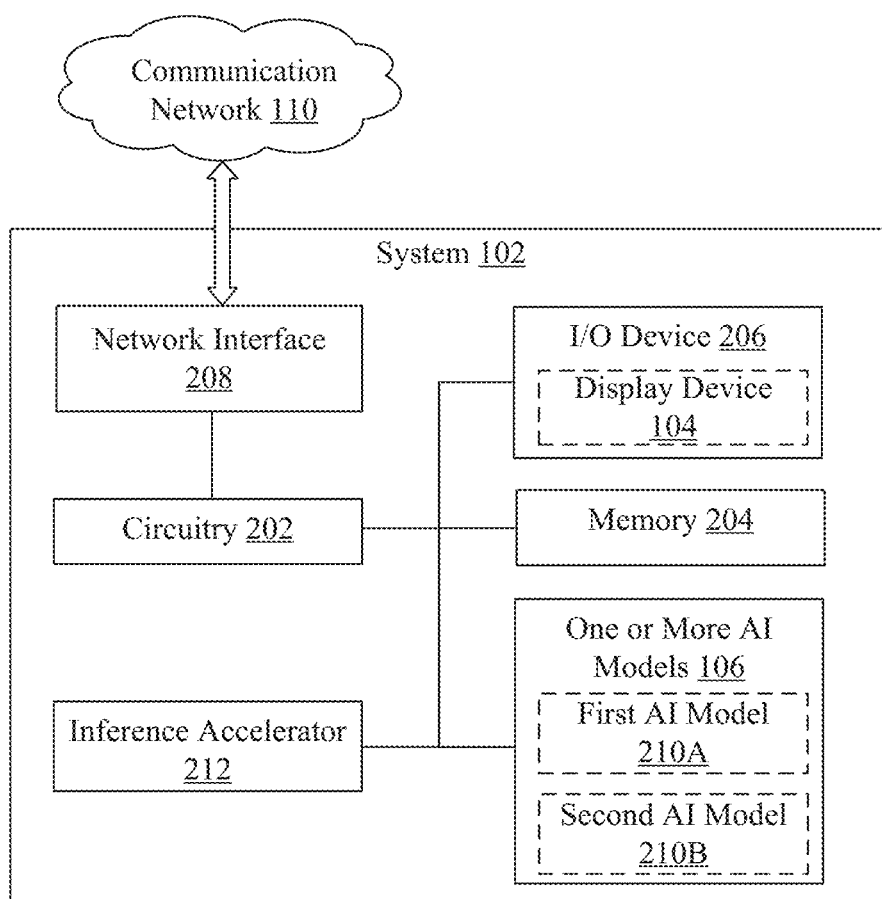 Communication
Network 110
System 102
Network Interface
208
I/O Device 206
Display Device
104
Circuitry 202
Memory 204
One or More AI
Models 106
First AI Model
210A
Inference Accelerator
212
Second AI Model
210B